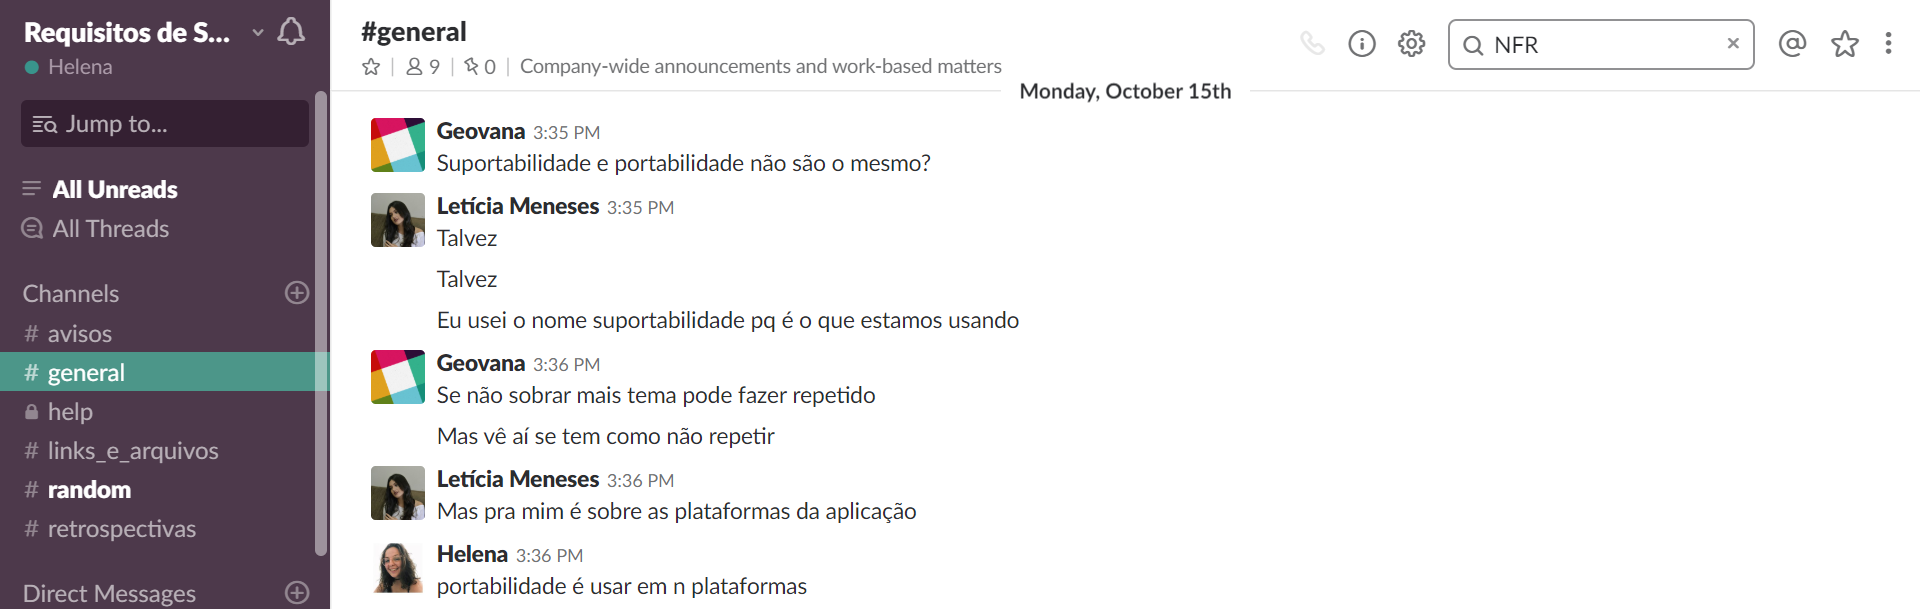 Requisitos de S...
Helena
Jump to...
All Unreads
All Threads
Channels
# avisos
# general
help
# links_e_arquivos
# random
# retrospectivas
Direct Messages
#general
9 | 0 | Company-wide announcements and work-based matters
NFR
Monday, October 15th
Geovana 3:35 PM
Suportabilidade e portabilidade não são o mesmo?
Letícia Meneses 3:35 PM
Talvez
Talvez
Eu usei o nome suportabilidade pq é o que estamos usando
Geovana 3:36 PM
Se não sobrar mais tema pode fazer repetido
Mas vê aí se tem como não repetir
Letícia Meneses 3:36 PM
Mas pra mim é sobre as plataformas da aplicação
Helena 3:36 PM
portabilidade é usar em n plataformas